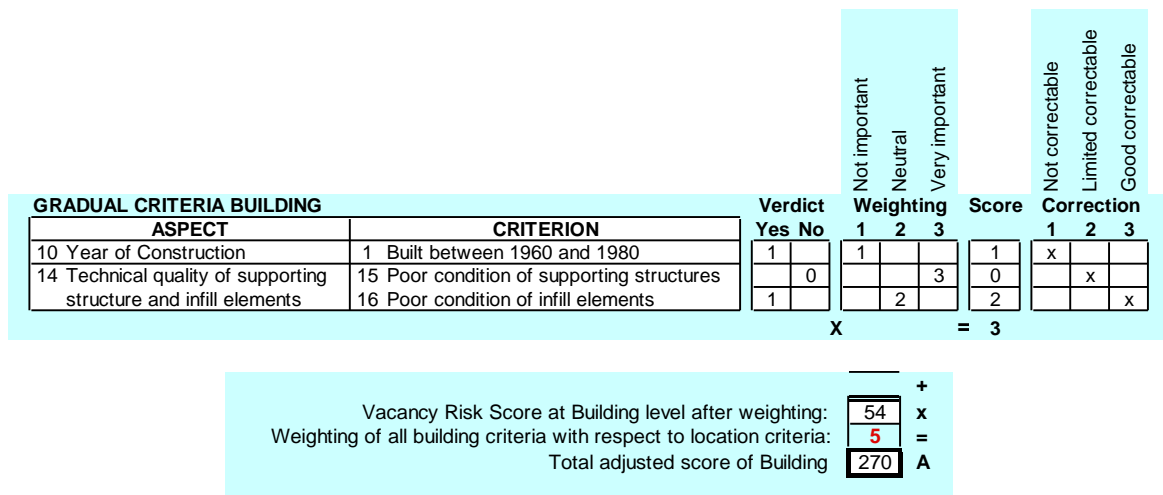 Not important
Neutral
Very important
Not correctable
Limited correctable
Good correctable
GRADUAL CRITERIA BUILDING Verdict Weighting Score Correction
ASPECT CRITERION Yes No 1 2 3 1 2 3
10 Year of Construction 1 Built between 1960 and 1980 1 1 1 x
14 Technical quality of supporting 15 Poor condition of supporting structures 0 3 0 x
structure and infill elements 16 Poor condition of infill elements 1 2 2 x
X = 3
+
Vacancy Risk Score at Building level after weighting: 54 x
Weighting of all building criteria with respect to location criteria: 5 =
Total adjusted score of Building 270 A